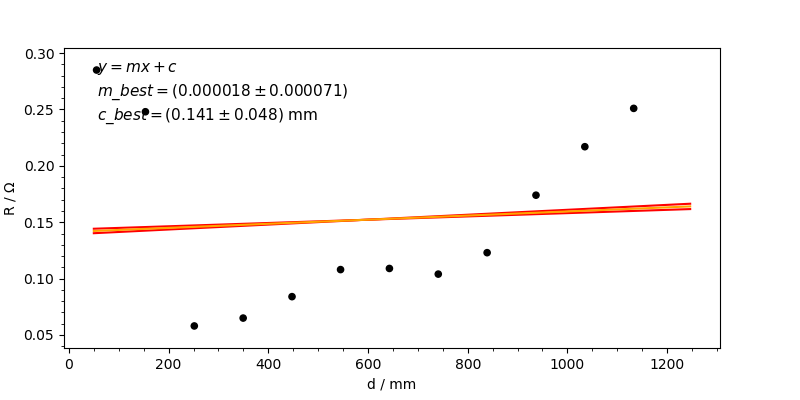 0.30
0.25
0.20
0.15
0.10
0.05
R / Ω
y = mx + c
m_best = (0.000018 ± 0.000071)
c_best = (0.141 ± 0.048) mm
0 200 400 600 800 1000 1200
d / mm